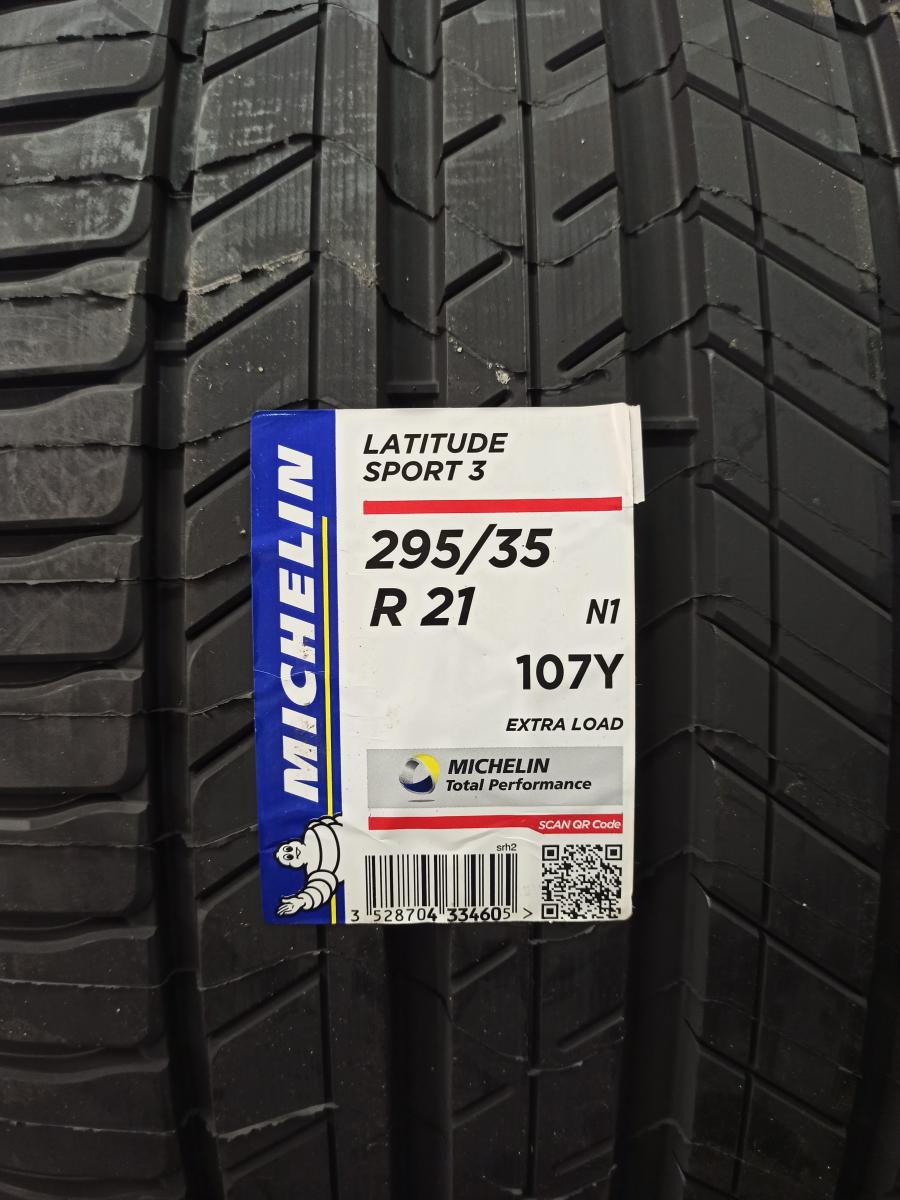 MICHELIN
LATITUDE
SPORT 3
295/35
R 21
N1
107Y
EXTRA LOAD
MICHELIN
Total Performance
SCAN QR Code
srh2
3 528704 334605 >